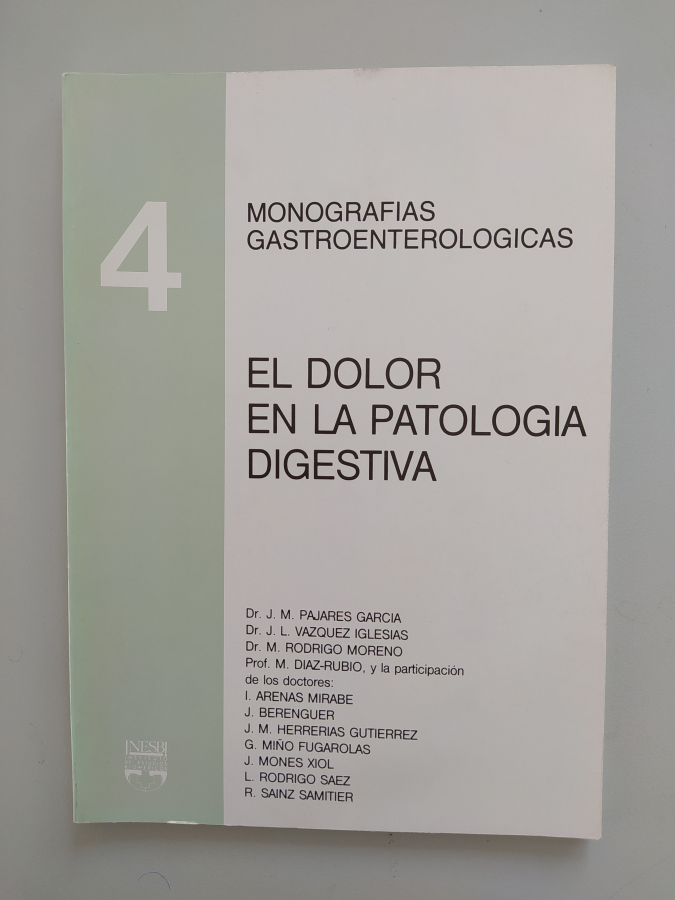 4
MONOGRAFIAS
GASTROENTEROLOGICAS
EL DOLOR
EN LA PATOLOGIA
DIGESTIVA
Dr. J. M. PAJARES GARCIA
Dr. J. L. VAZQUEZ IGLESIAS
Dr. M. RODRIGO MORENO
Prof. M. DIAZ-RUBIO, y la participación
de los doctores:
I. ARENAS MIRABE
J. BERENGUER
J. M. HERRERIAS GUTIERREZ
G. MIÑO FUGAROLAS
J. MONES XIOL
L. RODRIGO SAEZ
R. SAINZ SAMITIER